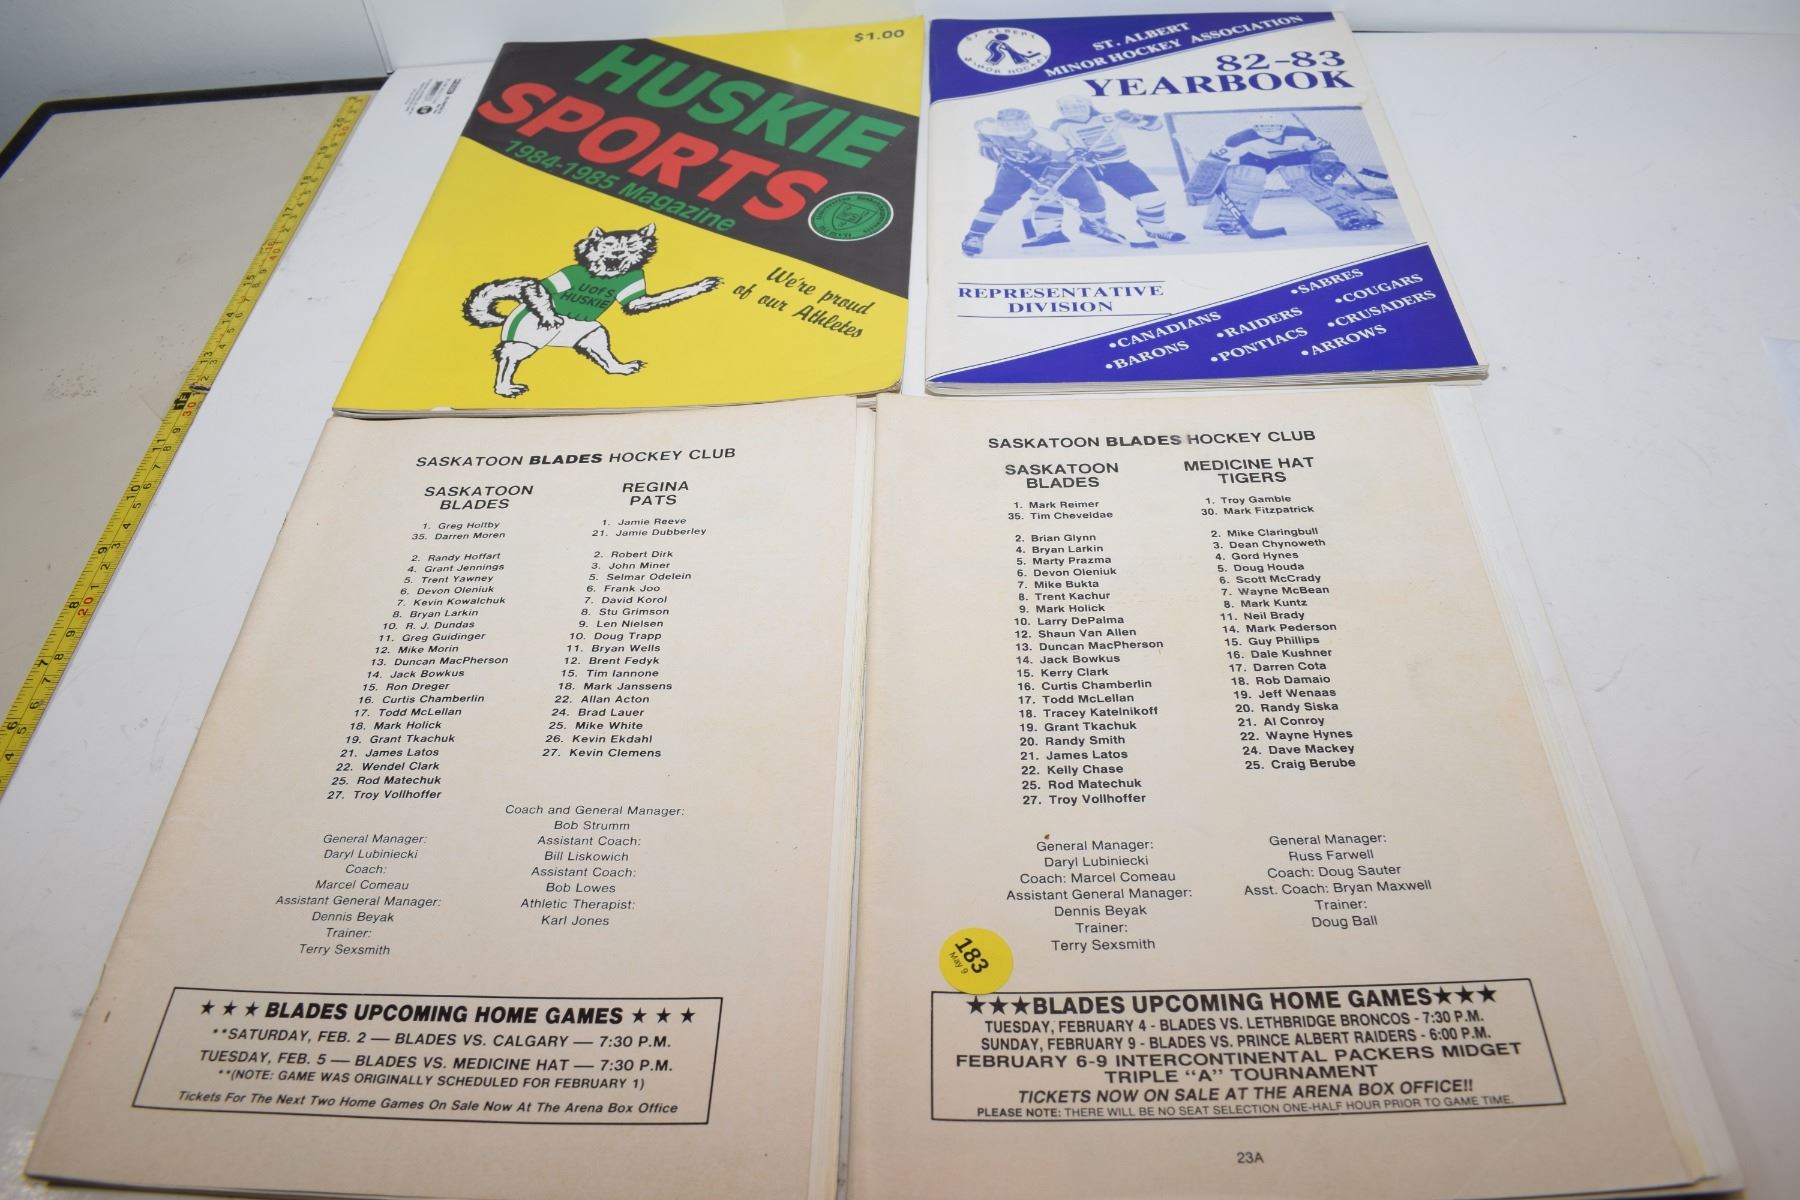 $1.00
HUSKIE
SPORTS
1984-1985 Magazine
UofS
HUSKIE
We're proud
of our Athletes
ST. ALBERT
MINOR HOCKEY
ST. ALBERT
MINOR HOCKEY ASSOCIATION
82-83
YEARBOOK
REPRESENTATIVE
DIVISION
•SABRES
•CANADIANS •RAIDERS •COUGARS
•BARONS •PONTIACS •CRUSADERS
•ARROWS
SASKATOON BLADES HOCKEY CLUB
SASKATOON
BLADES
1. Greg Holtby
35. Darren Moren
2. Randy Hoffart
4. Grant Jennings
5. Trent Yawney
6. Devon Oleniuk
7. Kevin Kowalchuk
8. Bryan Larkin
10. R. J. Dundas
11. Greg Guidinger
12. Mike Morin
13. Duncan MacPherson
14. Jack Bowkus
15. Ron Dreger
16. Curtis Chamberlin
17. Todd McLellan
18. Mark Holick
19. Grant Tkachuk
21. James Latos
22. Wendel Clark
25. Rod Matechuk
27. Troy Vollhoffer
General Manager:
Daryl Lubiniecki
Coach:
Marcel Comeau
Assistant General Manager:
Dennis Beyak
Trainer:
Terry Sexsmith
REGINA
PATS
1. Jamie Reeve
21. Jamie Dubberley
2. Robert Dirk
3. John Miner
5. Selmar Odelein
6. Frank Joo
7. David Korol
8. Stu Grimson
9. Len Nielsen
10. Doug Trapp
11. Bryan Wells
12. Brent Fedyk
15. Tim Iannone
18. Mark Janssens
22. Allan Acton
24. Brad Lauer
25. Mike White
26. Kevin Ekdahl
27. Kevin Clemens
Coach and General Manager:
Bob Strumm
Assistant Coach:
Bill Liskowich
Assistant Coach:
Bob Lowes
Athletic Therapist:
Karl Jones
★ ★ ★ BLADES UPCOMING HOME GAMES ★ ★ ★
**SATURDAY, FEB. 2 — BLADES VS. CALGARY — 7:30 P.M.
TUESDAY, FEB. 5 — BLADES VS. MEDICINE HAT — 7:30 P.M.
**(NOTE: GAME WAS ORIGINALLY SCHEDULED FOR FEBRUARY 1)
Tickets For The Next Two Home Games On Sale Now At The Arena Box Office
SASKATOON BLADES HOCKEY CLUB
SASKATOON
BLADES
1. Mark Reimer
35. Tim Cheveldae
2. Brian Glynn
4. Bryan Larkin
5. Marty Prazma
6. Devon Oleniuk
7. Mike Bukta
8. Trent Kachur
9. Mark Holick
10. Larry DePalma
12. Shaun Van Allen
13. Duncan MacPherson
14. Jack Bowkus
15. Kerry Clark
16. Curtis Chamberlin
17. Todd McLellan
18. Tracey Katelnikoff
19. Grant Tkachuk
20. Randy Smith
21. James Latos
22. Kelly Chase
25. Rod Matechuk
27. Troy Vollhoffer
General Manager:
Daryl Lubiniecki
Coach: Marcel Comeau
Assistant General Manager:
Dennis Beyak
Trainer:
Terry Sexsmith
MEDICINE HAT
TIGERS
1. Troy Gamble
30. Mark Fitzpatrick
2. Mike Claringbull
3. Dean Chynoweth
4. Gord Hynes
5. Doug Houda
6. Scott McCrady
7. Wayne McBean
8. Mark Kuntz
11. Neil Brady
14. Mark Pederson
15. Guy Phillips
16. Dale Kushner
17. Darren Cota
18. Rob Damaio
19. Jeff Wenaas
20. Randy Siska
21. Al Conroy
22. Wayne Hynes
24. Dave Mackey
25. Craig Berube
General Manager:
Russ Farwell
Coach: Doug Sauter
Asst. Coach: Bryan Maxwell
Trainer:
Doug Ball
183
May 9
★★★BLADES UPCOMING HOME GAMES★★★
TUESDAY, FEBRUARY 4 - BLADES VS. LETHBRIDGE BRONCOS - 7:30 P.M.
SUNDAY, FEBRUARY 9 - BLADES VS. PRINCE ALBERT RAIDERS - 6:00 P.M.
FEBRUARY 6-9 INTERCONTINENTAL PACKERS MIDGET
TRIPLE "A" TOURNAMENT
TICKETS NOW ON SALE AT THE ARENA BOX OFFICE!!
PLEASE NOTE: THERE WILL BE NO SEAT SELECTION ONE-HALF HOUR PRIOR TO GAME TIME.
23A